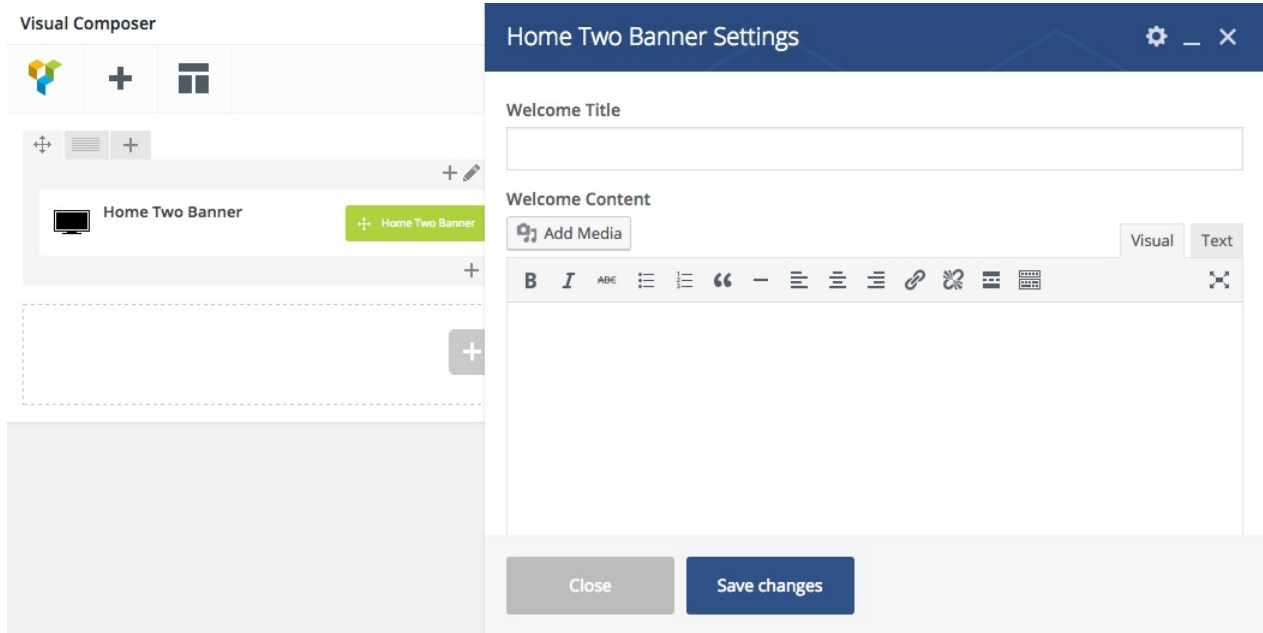 Visual Composer
Home Two Banner
Home Two Banner
Home Two Banner Settings
Welcome Title
Welcome Content
Add Media
Visual Text
B I ABC
Close Save changes